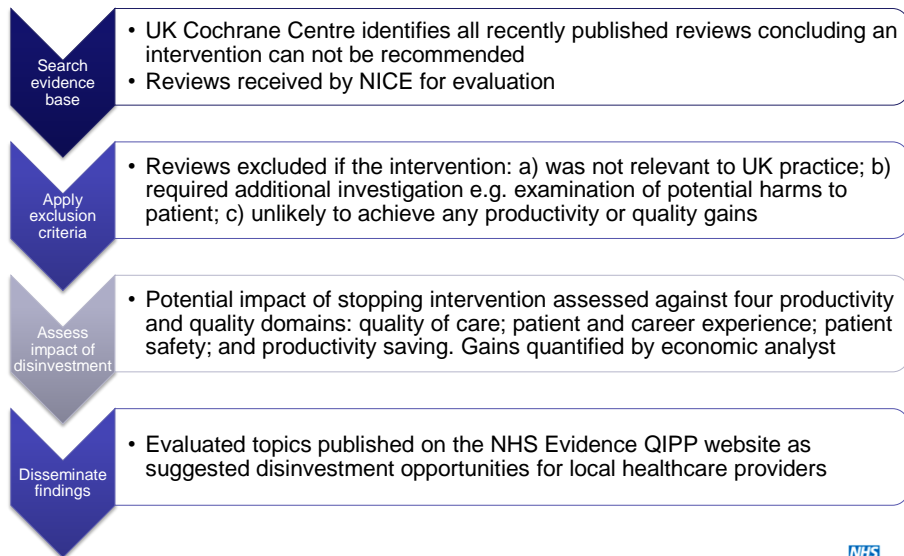 Search
evidence
base
• UK Cochrane Centre identifies all recently published reviews concluding an
intervention can not be recommended
• Reviews received by NICE for evaluation
Apply
exclusion
criteria
• Reviews excluded if the intervention: a) was not relevant to UK practice; b)
required additional investigation e.g. examination of potential harms to
patient; c) unlikely to achieve any productivity or quality gains
Assess
impact of
disinvestment
• Potential impact of stopping intervention assessed against four productivity
and quality domains: quality of care; patient and career experience; patient
safety; and productivity saving. Gains quantified by economic analyst
Disseminate
findings
• Evaluated topics published on the NHS Evidence QIPP website as
suggested disinvestment opportunities for local healthcare providers
NHS